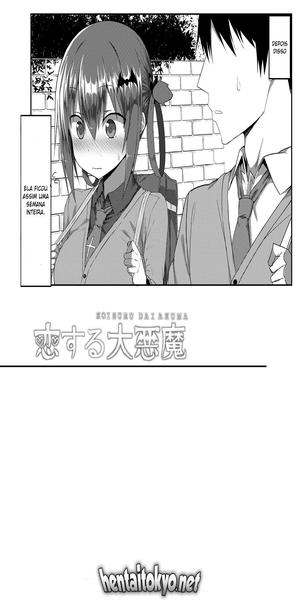 DEPOIS
DISSO
ELA FICOU
ASSIM UMA
SEMANA
INTEIRA.
KOISURU DAIAKUMA
恋する大悪魔
hentaitokyo.net